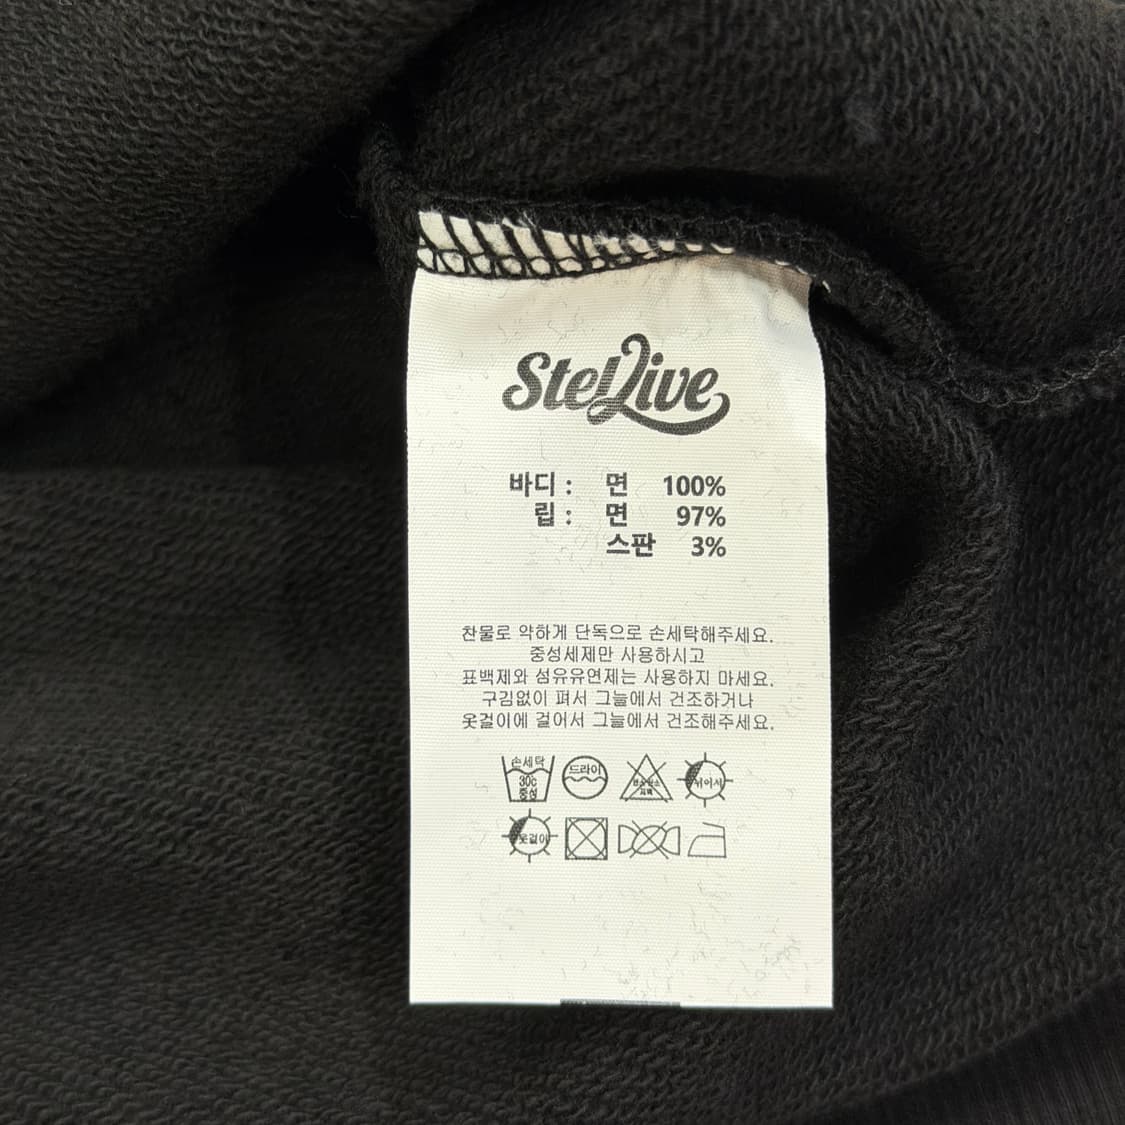 StelLive
바디 : 면 100%
립 : 면 97%
스판 3%
찬물로 약하게 단독으로 손세탁해주세요.
중성세제만 사용하시고
표백제와 섬유유연제는 사용하지 마세요.
구김없이 펴서 그늘에서 건조하거나
옷걸이에 걸어서 그늘에서 건조해주세요.
손세탁
30c
중성
드라이
뉘어서
옷걸이